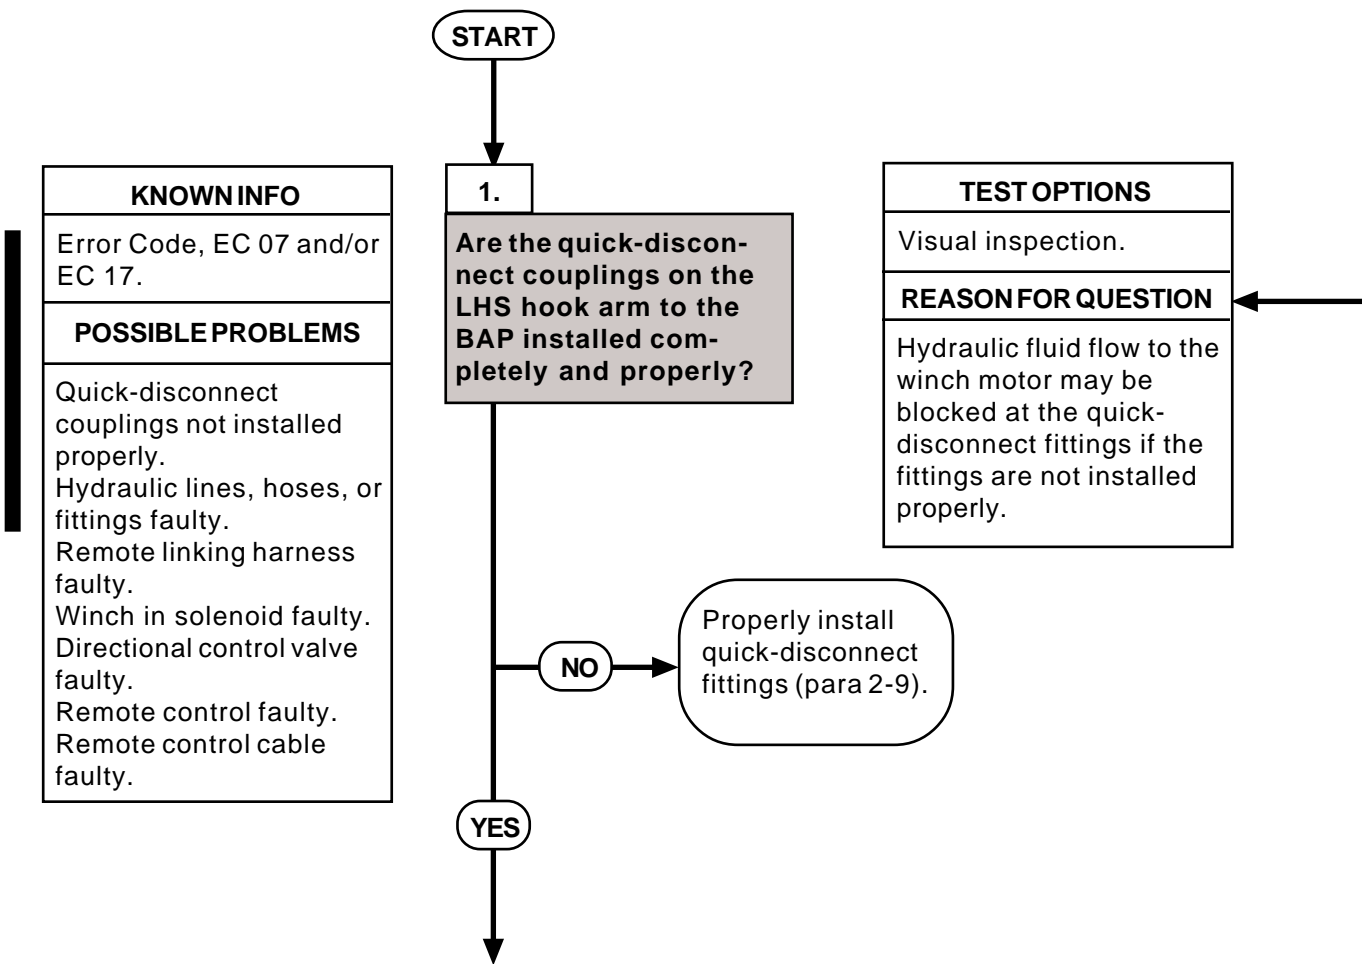 START
KNOWN INFO
Error Code, EC 07 and/or
EC 17.
POSSIBLE PROBLEMS
Quick-disconnect
couplings not installed
properly.
Hydraulic lines, hoses, or
fittings faulty.
Remote linking harness
faulty.
Winch in solenoid faulty.
Directional control valve
faulty.
Remote control faulty.
Remote control cable
faulty.
1.
Are the quick-discon-
nect couplings on the
LHS hook arm to the
BAP installed com-
pletely and properly?
TEST OPTIONS
Visual inspection.
REASON FOR QUESTION
Hydraulic fluid flow to the
winch motor may be
blocked at the quick-
disconnect fittings if the
fittings are not installed
properly.
NO
Properly install
quick-disconnect
fittings (para 2-9).
YES